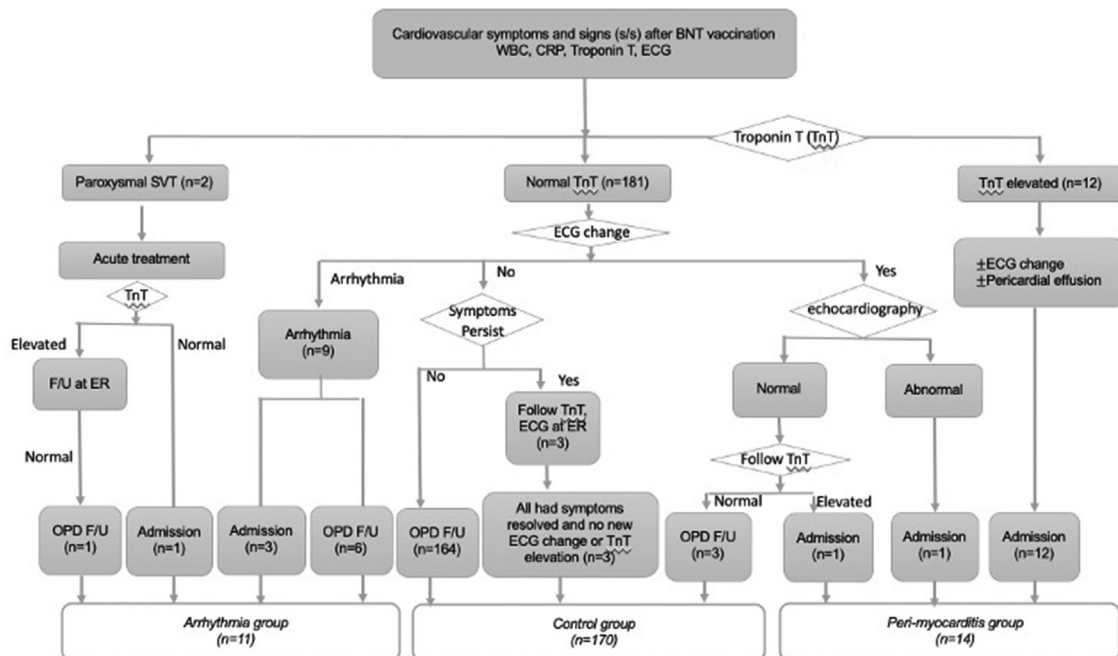 Cardiovascular symptoms and signs (s/s) after BNT vaccination
WBC, CRP, Troponin T, ECG
Troponin T (TnT)
Paroxysmal SVT (n=2)
Normal TnT (n=181)
TnT elevated (n=12)
Acute treatment
ECG change
±ECG change
±Pericardial effusion
TnT
Arrhythmia
No
Yes
Symptoms
Persist
echocardiography
Elevated
Normal
Arrhythmia
(n=9)
F/U at ER
No
Yes
Normal
Abnormal
Follow TnT,
ECG at ER
(n=3)
Normal
Follow TnT
Normal
Elevated
OPD F/U
(n=1)
Admission
(n=1)
Admission
(n=3)
OPD F/U
(n=6)
OPD F/U
(n=164)
All had symptoms
resolved and no new
ECG change or TnT
elevation (n=3)
OPD F/U
(n=3)
Admission
(n=1)
Admission
(n=1)
Admission
(n=12)
Arrhythmia group
(n=11)
Control group
(n=170)
Peri-myocarditis group
(n=14)